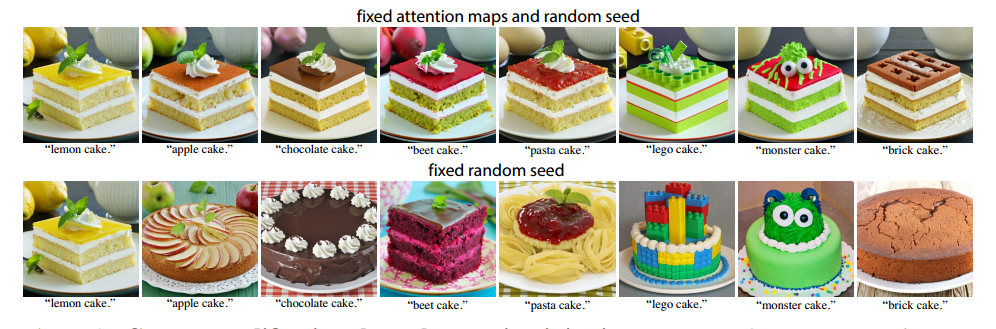 fixed attention maps and random seed
“lemon cake.” “apple cake.” “chocolate cake.” “beet cake.” “pasta cake.” “lego cake.” “monster cake.” “brick cake.”
fixed random seed
“lemon cake.” “apple cake.” “chocolate cake.” “beet cake.” “pasta cake.” “lego cake.” “monster cake.” “brick cake.”